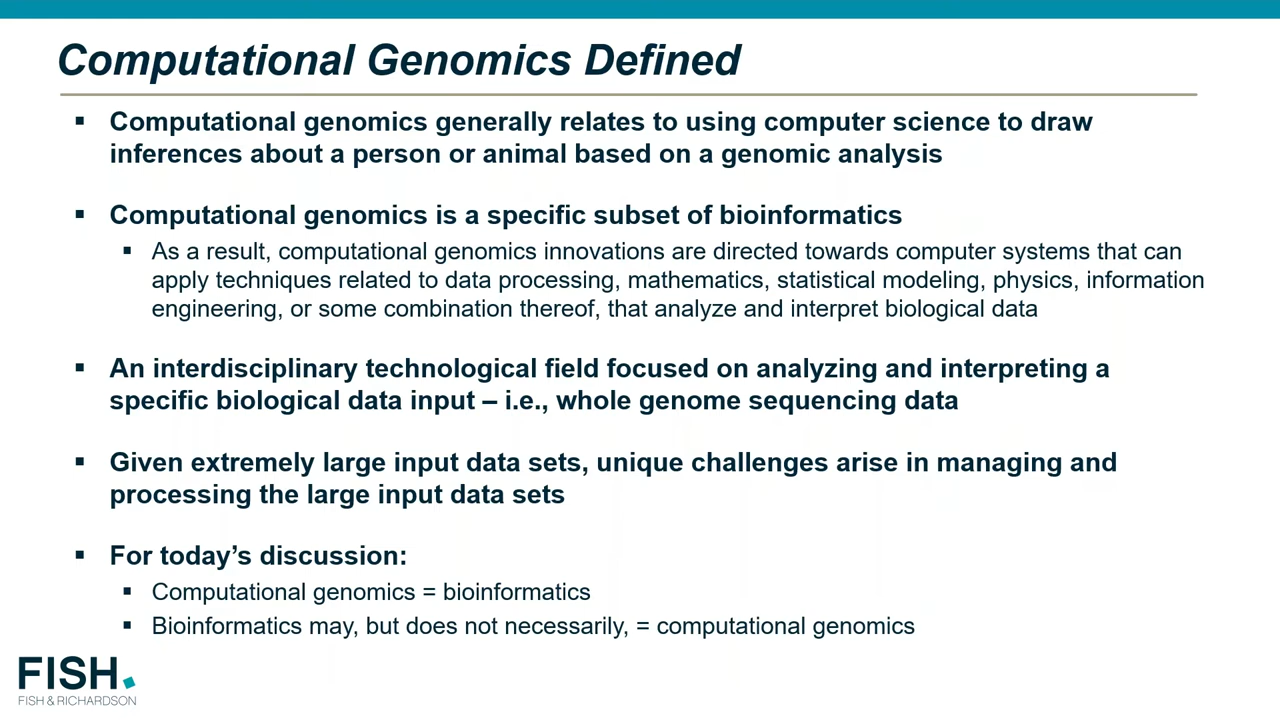 Computational Genomics Defined
▪ Computational genomics generally relates to using computer science to draw
inferences about a person or animal based on a genomic analysis
▪ Computational genomics is a specific subset of bioinformatics
▪ As a result, computational genomics innovations are directed towards computer systems that can
apply techniques related to data processing, mathematics, statistical modeling, physics, information
engineering, or some combination thereof, that analyze and interpret biological data
▪ An interdisciplinary technological field focused on analyzing and interpreting a
specific biological data input – i.e., whole genome sequencing data
▪ Given extremely large input data sets, unique challenges arise in managing and
processing the large input data sets
▪ For today’s discussion:
▪ Computational genomics = bioinformatics
▪ Bioinformatics may, but does not necessarily, = computational genomics
FISH.
FISH & RICHARDSON